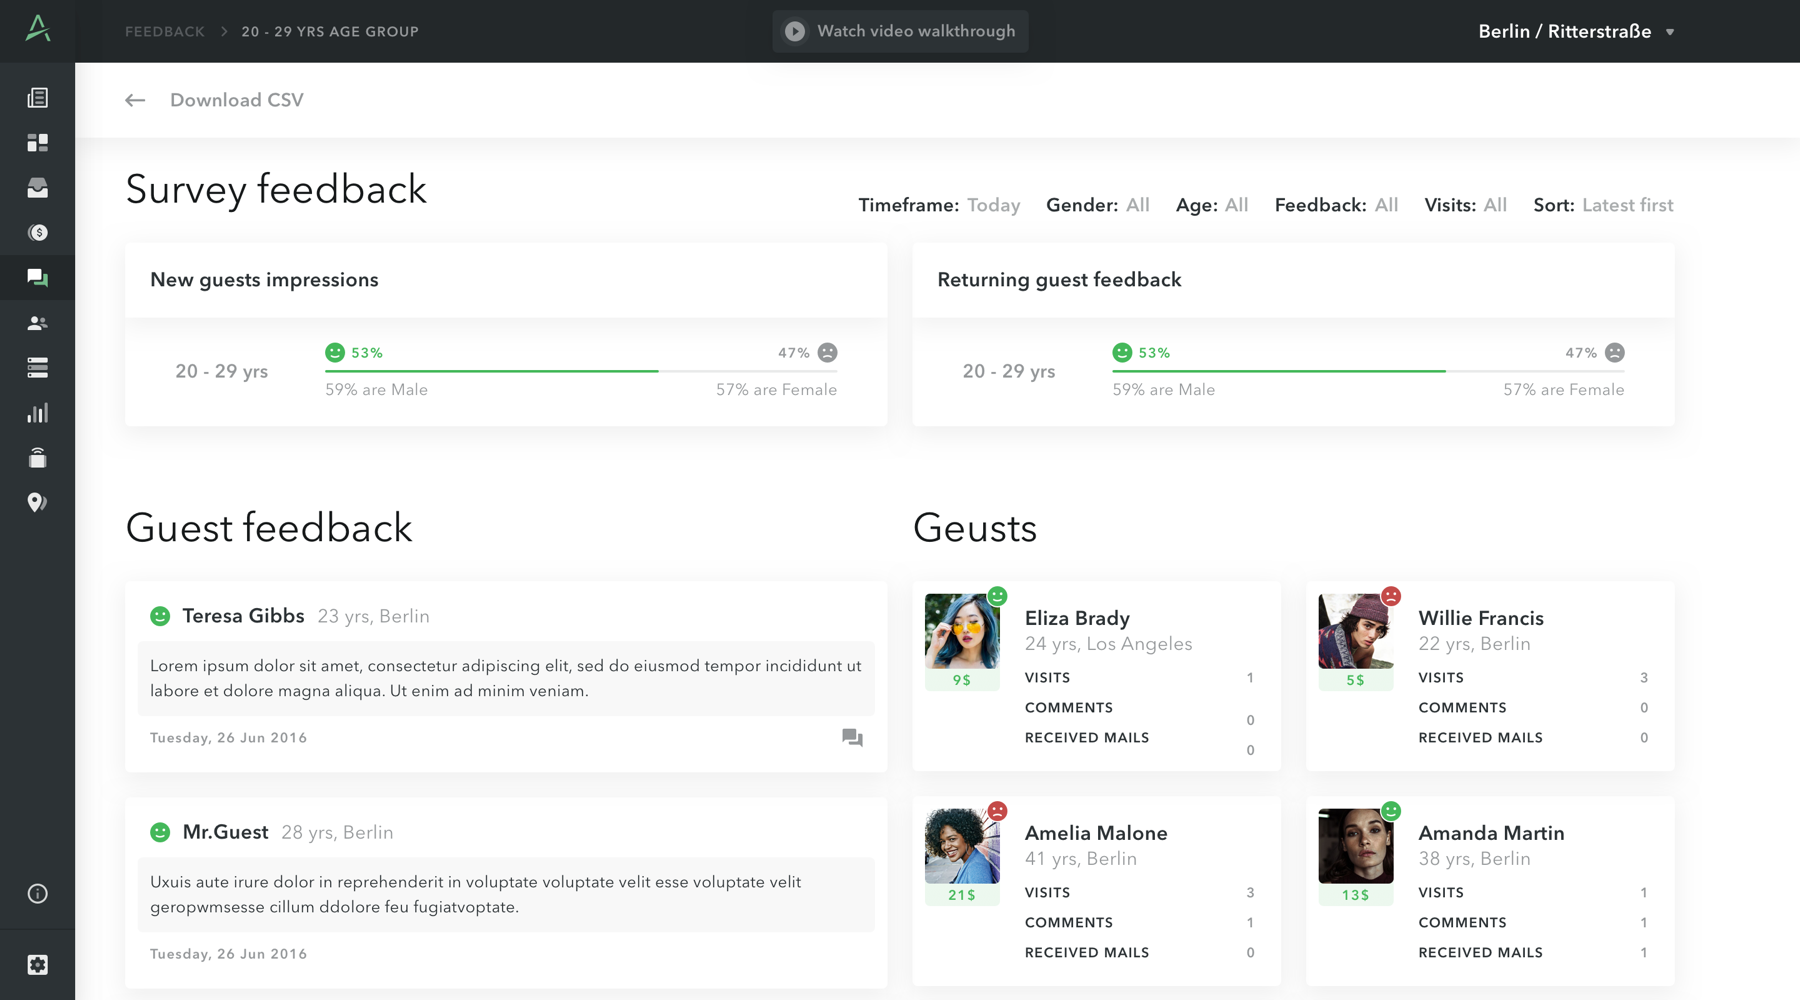 FEEDBACK > 20 - 29 YRS AGE GROUP
Watch video walkthrough
Berlin / Ritterstraße
Download CSV
Survey feedback
Timeframe: Today Gender: All Age: All Feedback: All Visits: All Sort: Latest first
New guests impressions
20 - 29 yrs
53%
47%
59% are Male
57% are Female
Returning guest feedback
20 - 29 yrs
53%
47%
59% are Male
57% are Female
Guest feedback
Teresa Gibbs 23 yrs, Berlin
Lorem ipsum dolor sit amet, consectetur adipiscing elit, sed do eiusmod tempor incididunt ut
labore et dolore magna aliqua. Ut enim ad minim veniam.
Tuesday, 26 Jun 2016
Mr.Guest 28 yrs, Berlin
Uxuis aute irure dolor in reprehenderit in voluptate voluptate velit esse voluptate velit
geropwmsesse cillum ddolore feu fugiatvoptate.
Tuesday, 26 Jun 2016
Geusts
Eliza Brady
24 yrs, Los Angeles
9$
VISITS 1
COMMENTS 0
RECEIVED MAILS 0
Willie Francis
22 yrs, Berlin
5$
VISITS 3
COMMENTS 0
RECEIVED MAILS 0
Amelia Malone
41 yrs, Berlin
21$
VISITS 3
COMMENTS 1
RECEIVED MAILS 0
Amanda Martin
38 yrs, Berlin
13$
VISITS 1
COMMENTS 1
RECEIVED MAILS 1